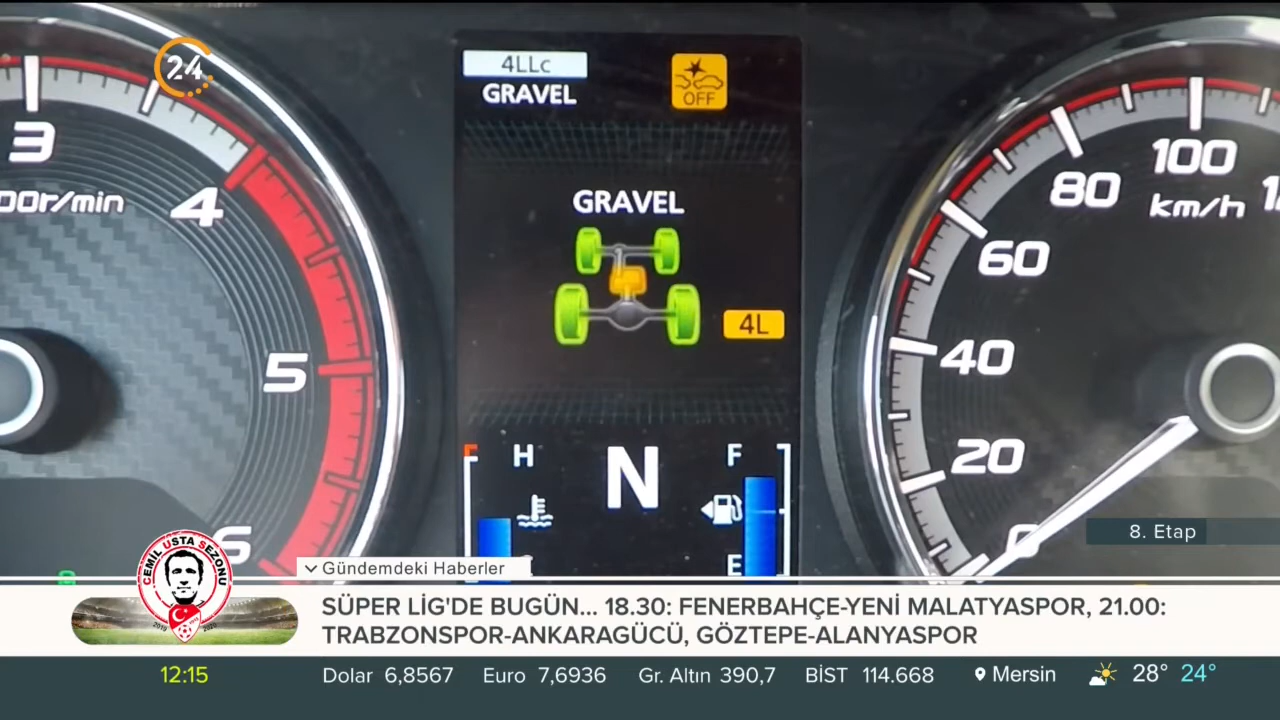 24
4LLc
GRAVEL
OFF
3
4
00r/min
5
6
GRAVEL
4L
H
N
F
E
100
80
km/h
60
40
20
0
8. Etap
CEMİL USTA SEZONU
2019 2020
Gündemdeki Haberler
SÜPER LİG'DE BUGÜN... 18.30: FENERBAHÇE-YENİ MALATYASPOR, 21.00:
TRABZONSPOR-ANKARAGÜCÜ, GÖZTEPE-ALANYASPOR
12:15 Dolar 6,8567 Euro 7,6936 Gr. Altın 390,7 BİST 114.668 Mersin 28° 24°